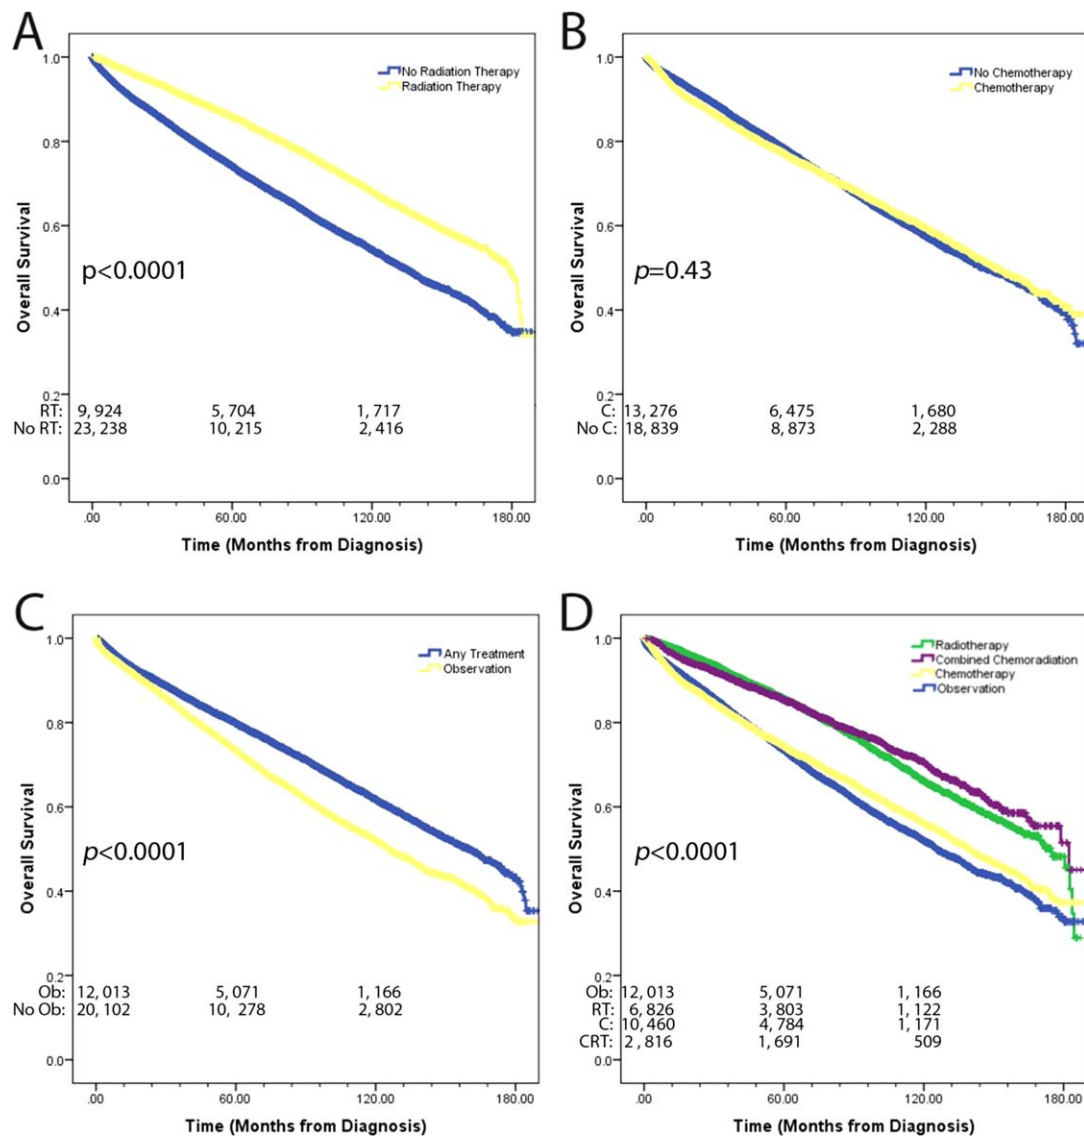 A
No Radiation Therapy
Radiation Therapy
1.0
0.8
0.6
0.4
0.2
0.0
Overall Survival
p<0.0001
RT: 9, 924 5, 704 1, 717
No RT: 23, 238 10, 215 2, 416
.00 60.00 120.00 180.00
Time (Months from Diagnosis)
B
No Chemotherapy
Chemotherapy
1.0
0.8
0.6
0.4
0.2
0.0
Overall Survival
p=0.43
C: 13, 276 6, 475 1, 680
No C: 18, 839 8, 873 2, 288
.00 60.00 120.00 180.00
Time (Months from Diagnosis)
C
Any Treatment
Observation
1.0
0.8
0.6
0.4
0.2
0.0
Overall Survival
p<0.0001
Ob: 12, 013 5, 071 1, 166
No Ob: 20, 102 10, 278 2, 802
.00 60.00 120.00 180.00
Time (Months from Diagnosis)
D
Radiotherapy
Combined Chemoradiation
Chemotherapy
Observation
1.0
0.8
0.6
0.4
0.2
0.0
Overall Survival
p<0.0001
Ob: 12, 013 5, 071 1, 166
RT: 6, 826 3, 803 1, 122
C: 10, 460 4, 784 1, 171
CRT: 2, 816 1, 691 509
.00 60.00 120.00 180.00
Time (Months from Diagnosis)